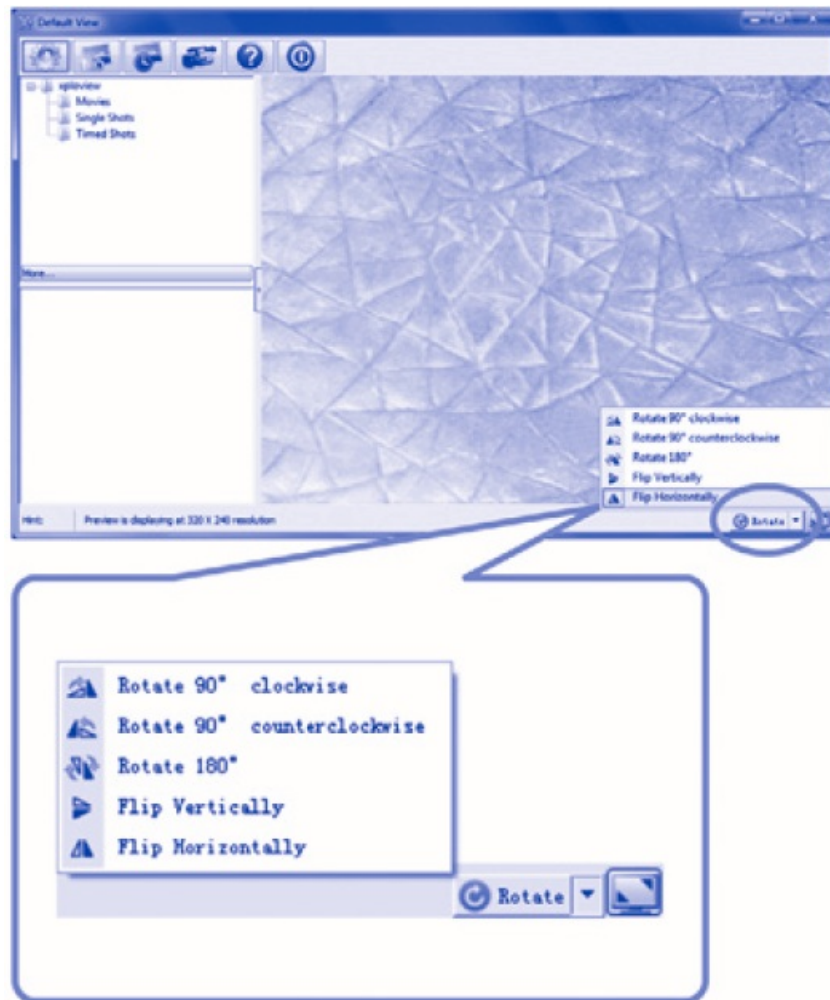 Default View
xploview
Movies
Single Shots
Timed Shots
More...
Rotate 90° clockwise
Rotate 90° counterclockwise
Rotate 180°
Flip Vertically
Flip Horizontally
Hint: Preview is displaying at 320 X 240 resolution
Rotate
Rotate 90° clockwise
Rotate 90° counterclockwise
Rotate 180°
Flip Vertically
Flip Horizontally
Rotate